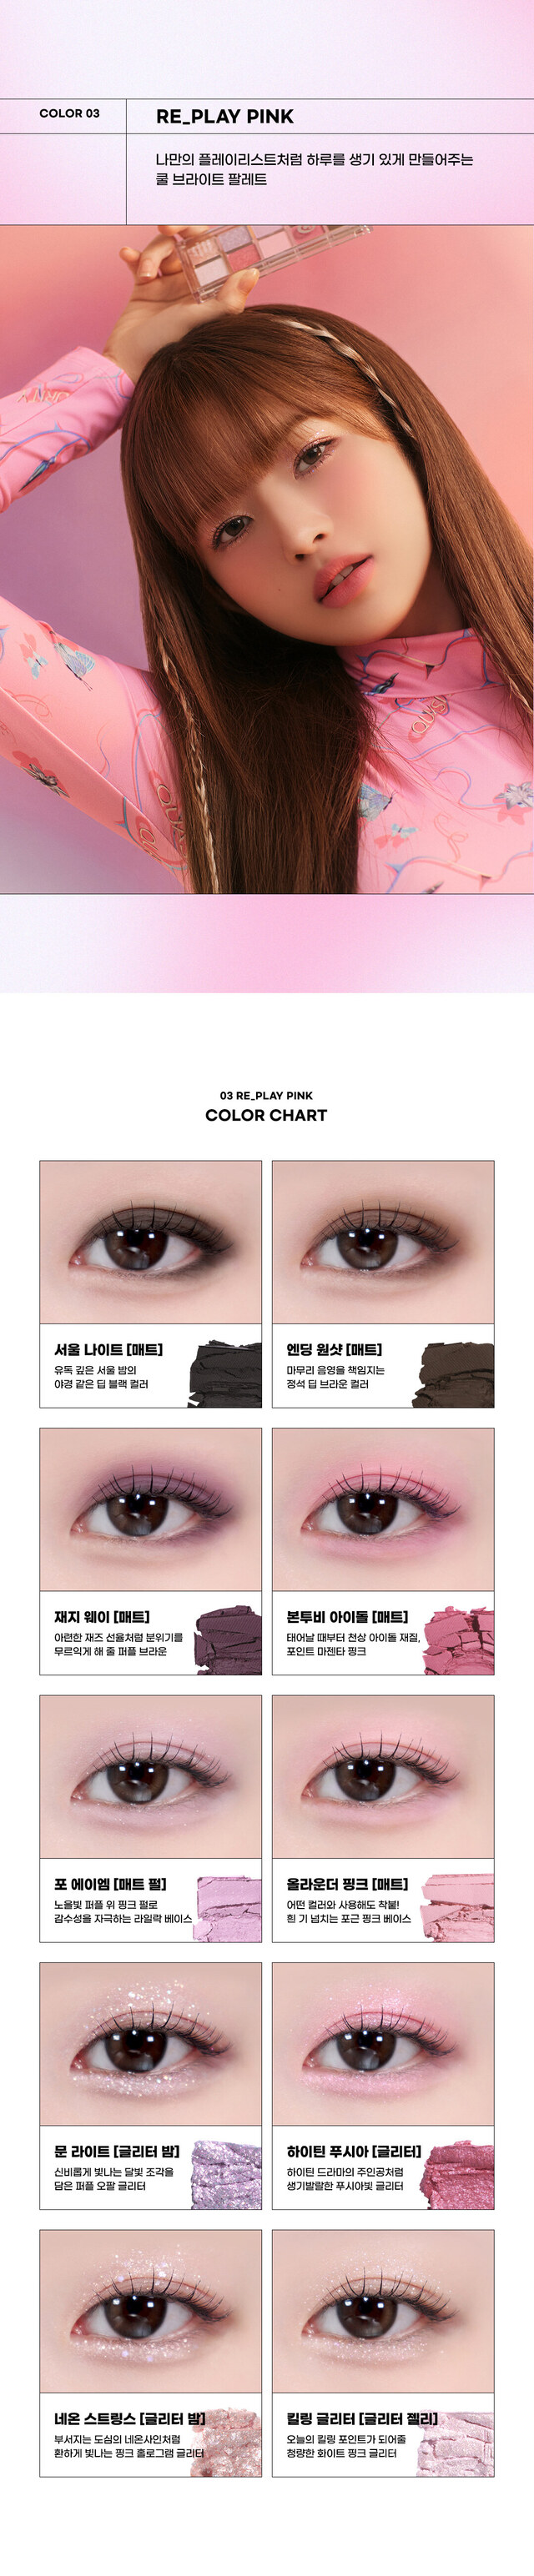 COLOR 03
RE_PLAY PINK
나만의 플레이리스트처럼 하루를 생기 있게 만들어주는
쿨 브라이트 팔레트
03 RE_PLAY PINK
COLOR CHART
서울 나이트 [매트]
유독 깊은 서울 밤의
야경 같은 딥 블랙 컬러
엔딩 원샷 [매트]
마무리 음영을 책임지는
정석 딥 브라운 컬러
재지 웨이 [매트]
아련한 재즈 선율처럼 분위기를
무르익게 해 줄 퍼플 브라운
본투비 아이돌 [매트]
태어날 때부터 천상 아이돌 재질,
포인트 마젠타 핑크
포 에이엠 [매트 펄]
노을빛 퍼플 위 핑크 펄로
감수성을 자극하는 라일락 베이스
올라운더 핑크 [매트]
어떤 컬러와 사용해도 착붙!
흰 기 넘치는 포근 핑크 베이스
문 라이트 [글리터 밤]
신비롭게 빛나는 달빛 조각을
담은 퍼플 오팔 글리터
하이틴 푸시아 [글리터]
하이틴 드라마의 주인공처럼
생기발랄한 푸시아빛 글리터
네온 스트링스 [글리터 밤]
부서지는 도심의 네온사인처럼
환하게 빛나는 핑크 홀로그램 글리터
킬링 글리터 [글리터 젤리]
오늘의 킬링 포인트가 되어줄
청량한 화이트 핑크 글리터